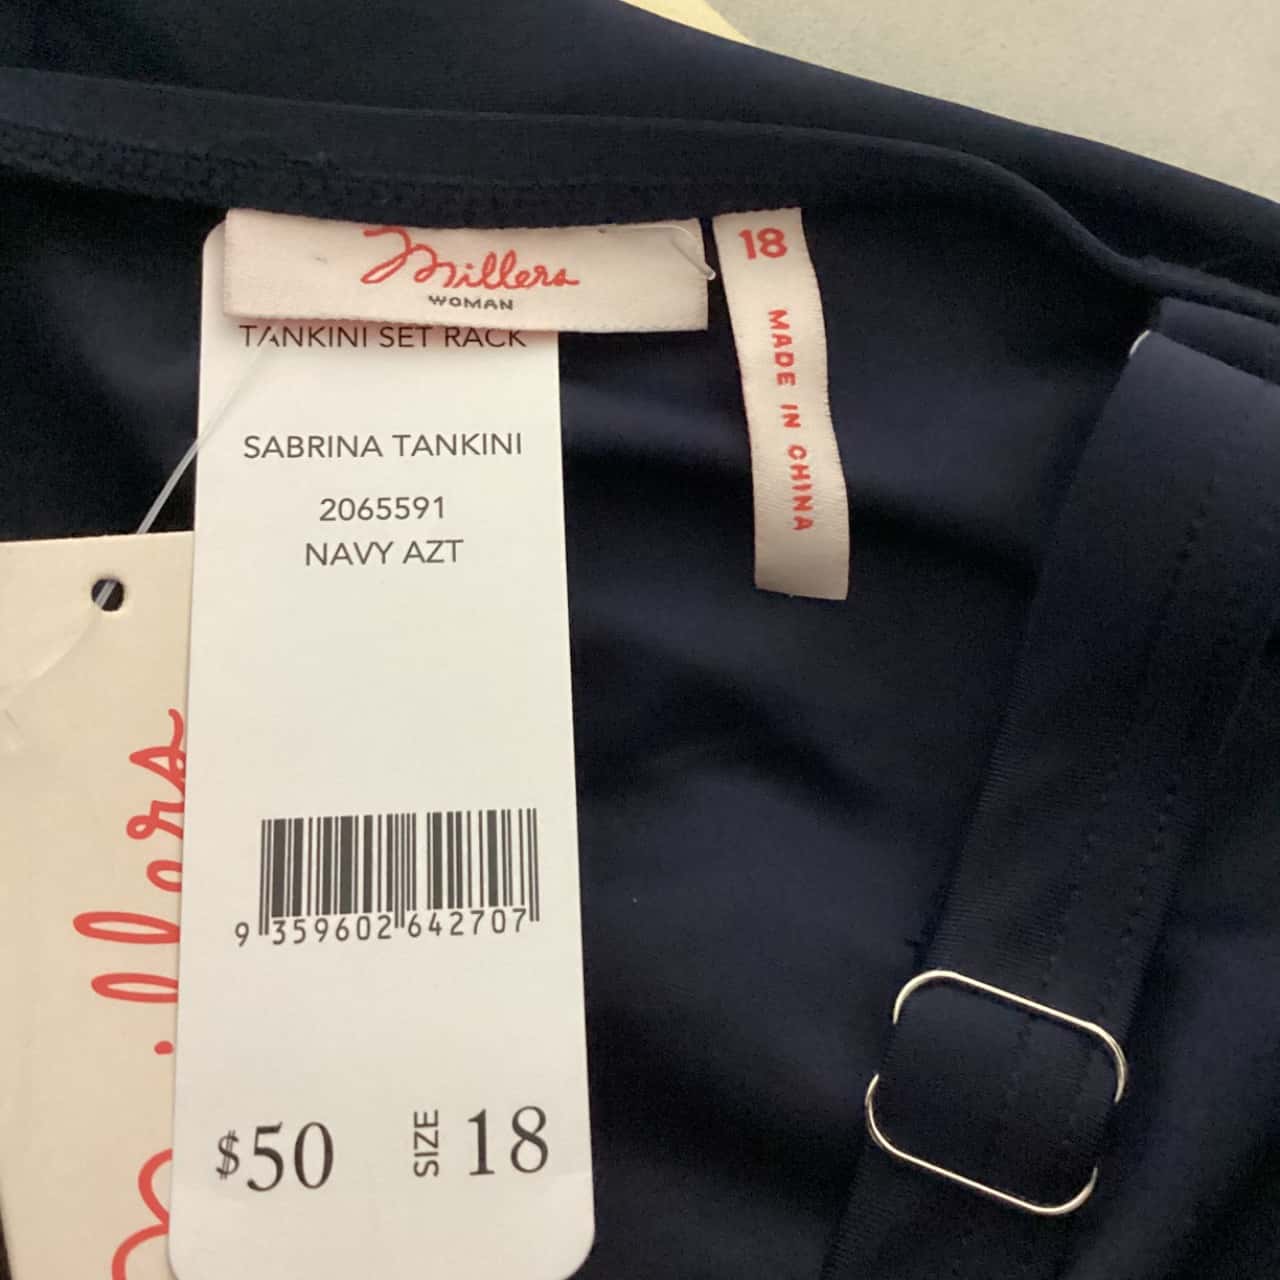 Millers
WOMAN
18
MADE IN CHINA
TANKINI SET RACK
SABRINA TANKINI
2065591
NAVY AZT
9 359602 642707
$50 SIZE 18
Millers